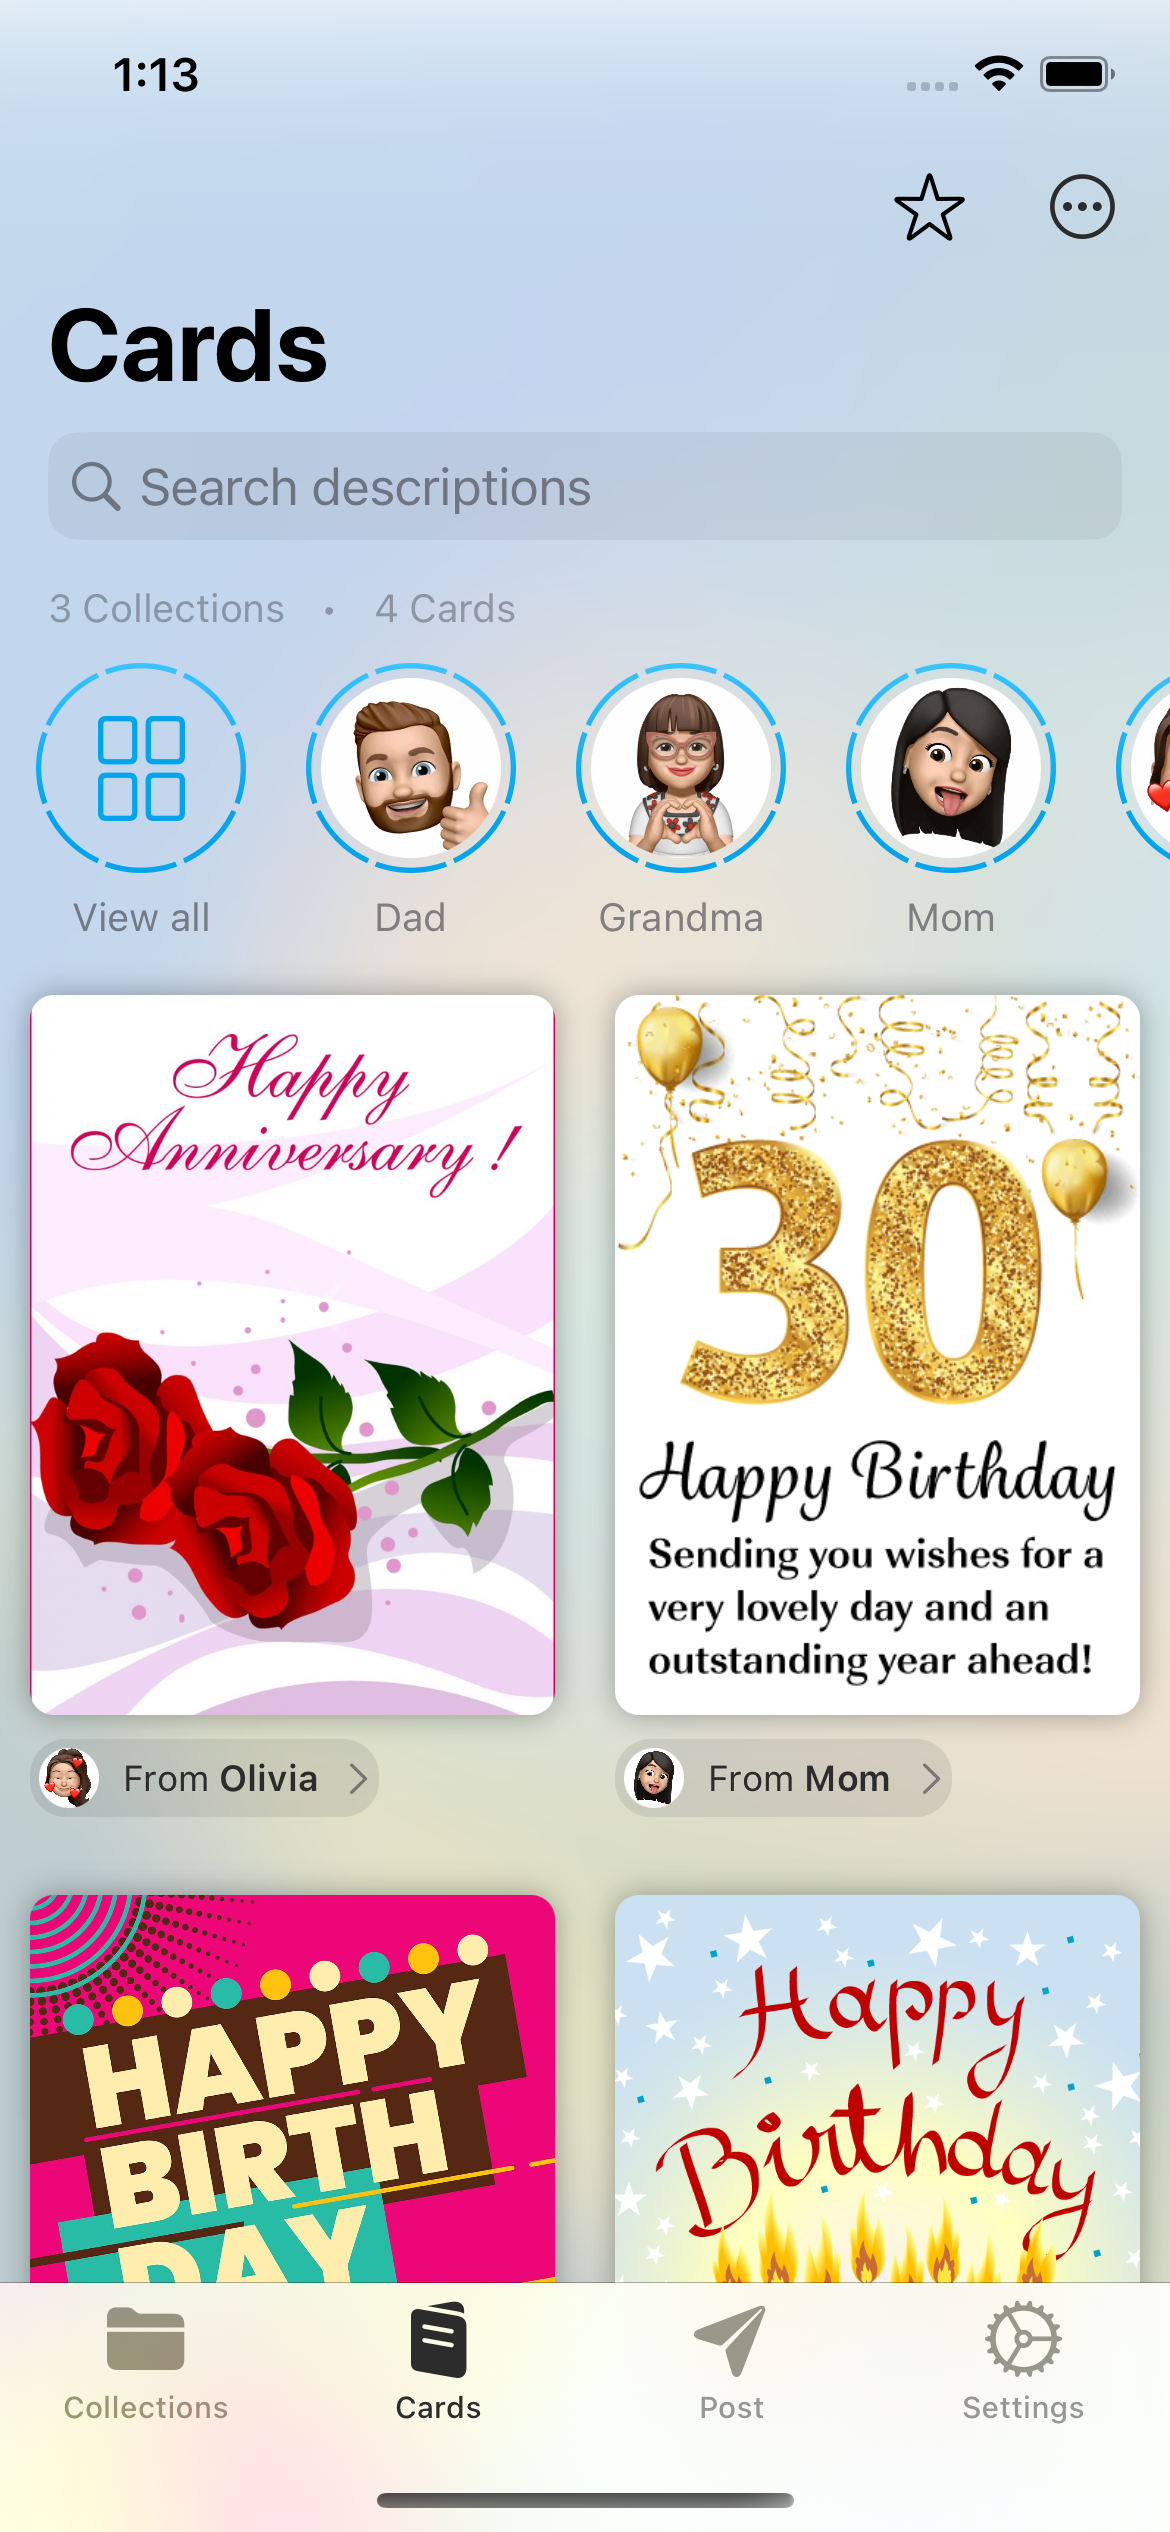 1:13
Cards
Search descriptions
3 Collections • 4 Cards
View all
Dad
Grandma
Mom
Happy
Anniversary !
30
Happy Birthday
Sending you wishes for a
very lovely day and an
outstanding year ahead!
From Olivia
From Mom
HAPPY
BIRTH
DAY
Happy
Birthday
Collections
Cards
Post
Settings